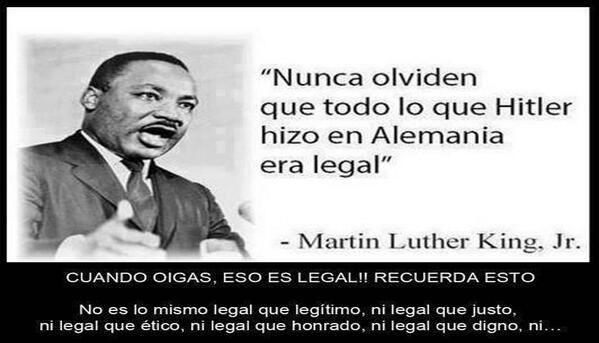 “Nunca olviden
que todo lo que Hitler
hizo en Alemania
era legal”
- Martin Luther King, Jr.
CUANDO OIGAS, ESO ES LEGAL!! RECUERDA ESTO
No es lo mismo legal que legítimo, ni legal que justo,
ni legal que ético, ni legal que honrado, ni legal que digno, ni...